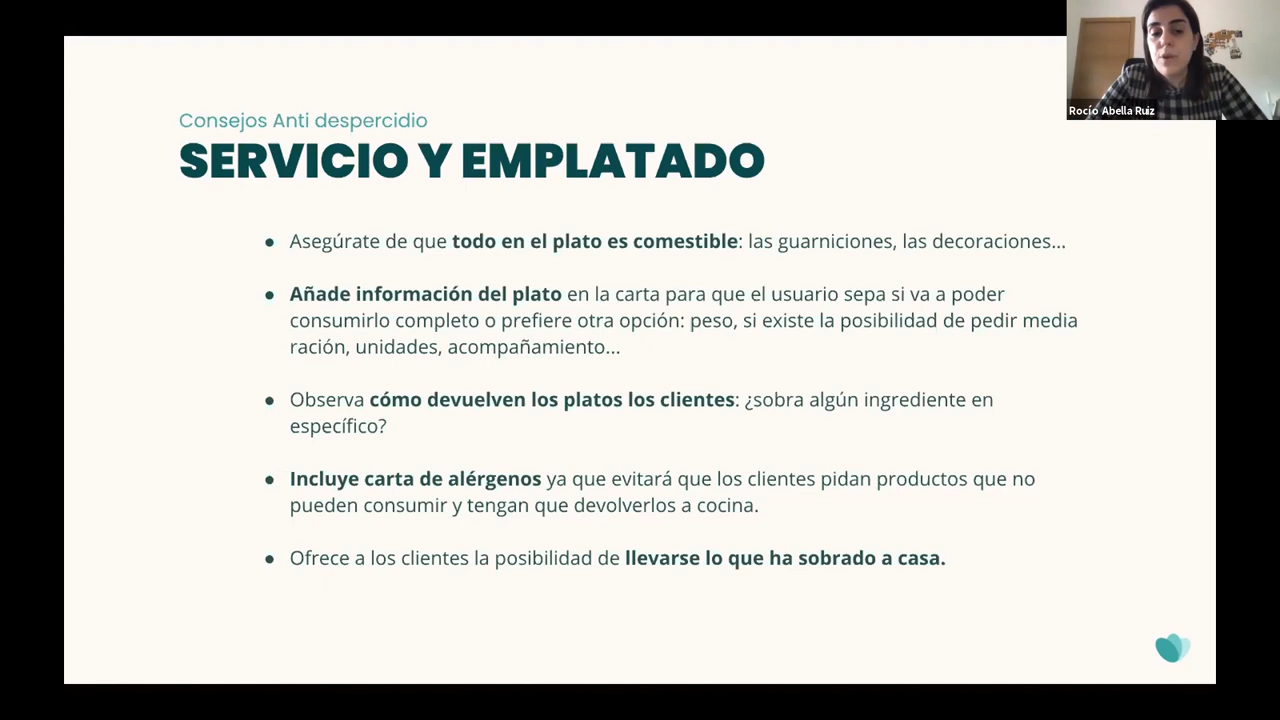 Rocío Abella Ruiz
Consejos Anti despercidio
SERVICIO Y EMPLATADO
● Asegúrate de que todo en el plato es comestible: las guarniciones, las decoraciones...
● Añade información del plato en la carta para que el usuario sepa si va a poder
consumirlo completo o prefiere otra opción: peso, si existe la posibilidad de pedir media
ración, unidades, acompañamiento...
● Observa cómo devuelven los platos los clientes: ¿sobra algún ingrediente en
específico?
● Incluye carta de alérgenos ya que evitará que los clientes pidan productos que no
pueden consumir y tengan que devolverlos a cocina.
● Ofrece a los clientes la posibilidad de llevarse lo que ha sobrado a casa.